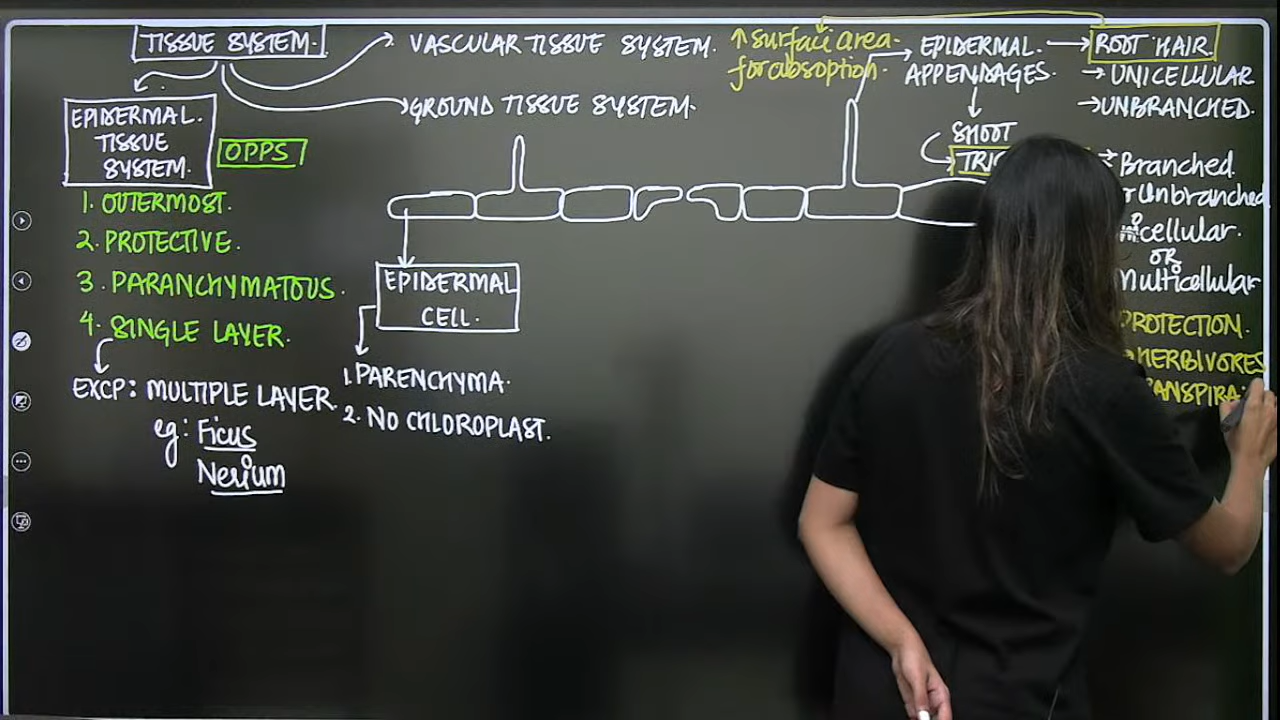 TISSUE SYSTEM.
VASCULAR TISSUE SYSTEM.
GROUND TISSUE SYSTEM.
EPIDERMAL.
TISSUE
SYSTEM.
OPPS
1. OUTERMOST.
2. PROTECTIVE.
3. PARANCHYMATOUS.
4. SINGLE LAYER.
EXCP: MULTIPLE LAYER.
eg: Ficus
Nerium
EPIDERMAL
CELL.
1. PARENCHYMA.
2. NO CHLOROPLAST.
↑ surface area
for absoption.
EPIDERMAL
APPENDAGES.
ROOT HAIR.
→ UNICELLULAR
→ UNBRANCHED.
SHOOT
Branched
Unbranched
OR
Multicellular
PROTECTION.
HERBIVORES